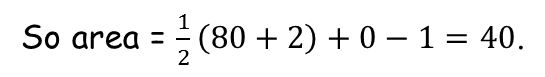 So area = ½(80 + 2) + 0 − 1 = 40.